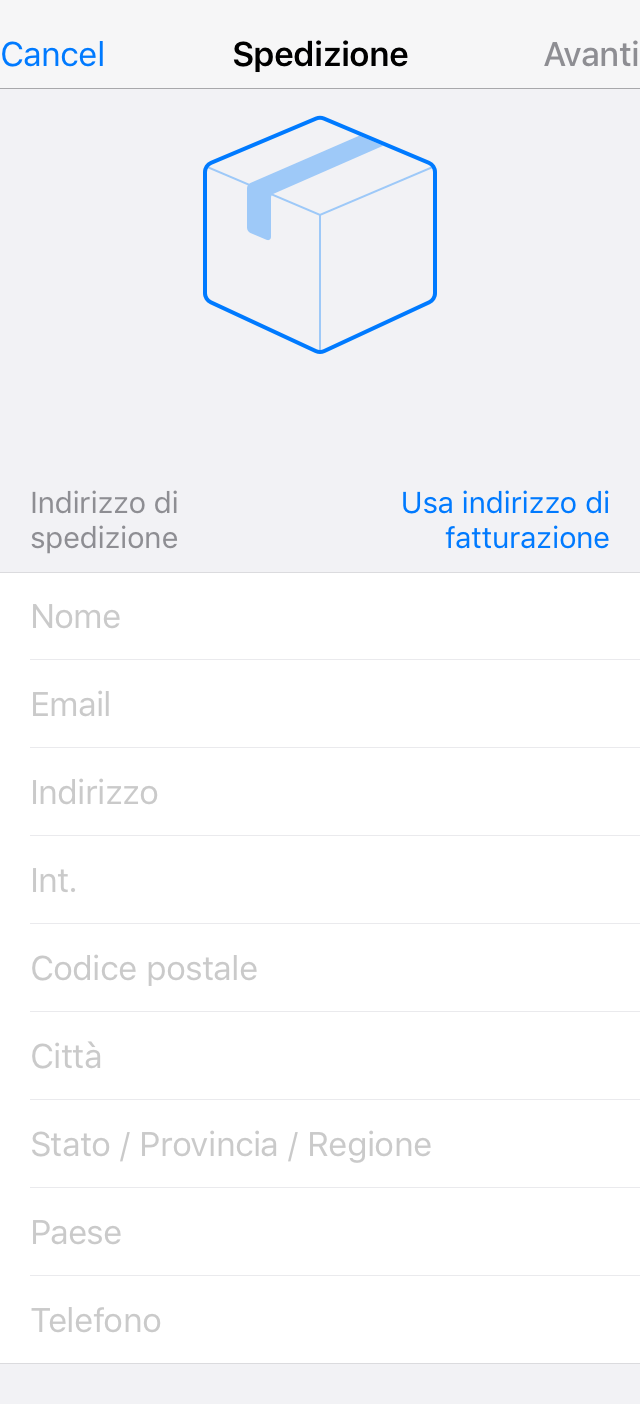 Cancel Spedizione Avanti
Indirizzo di
spedizione
Usa indirizzo di
fatturazione
Nome
Email
Indirizzo
Int.
Codice postale
Città
Stato / Provincia / Regione
Paese
Telefono